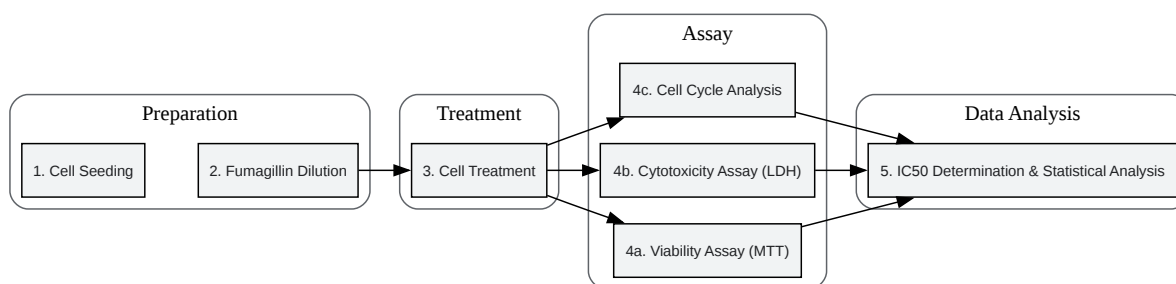 Preparation
1. Cell Seeding
2. Fumagillin Dilution
Treatment
3. Cell Treatment
Assay
4c. Cell Cycle Analysis
4b. Cytotoxicity Assay (LDH)
4a. Viability Assay (MTT)
Data Analysis
5. IC50 Determination & Statistical Analysis